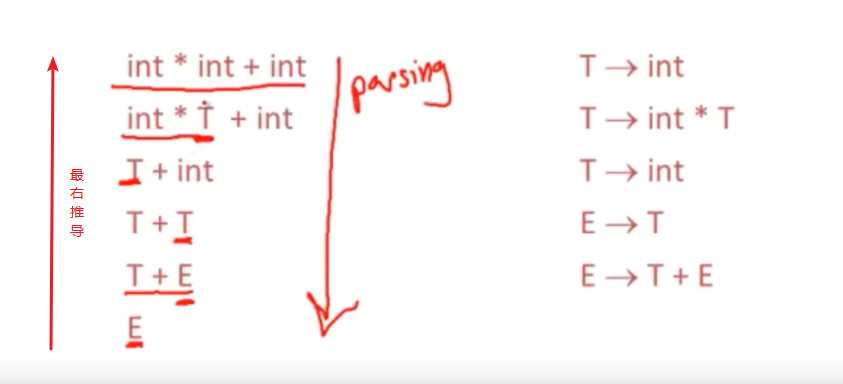 int * int + int
int * T + int
T + int
T + T
T + E
E
parsing
最右推导
T → int
T → int * T
T → int
E → T
E → T + E